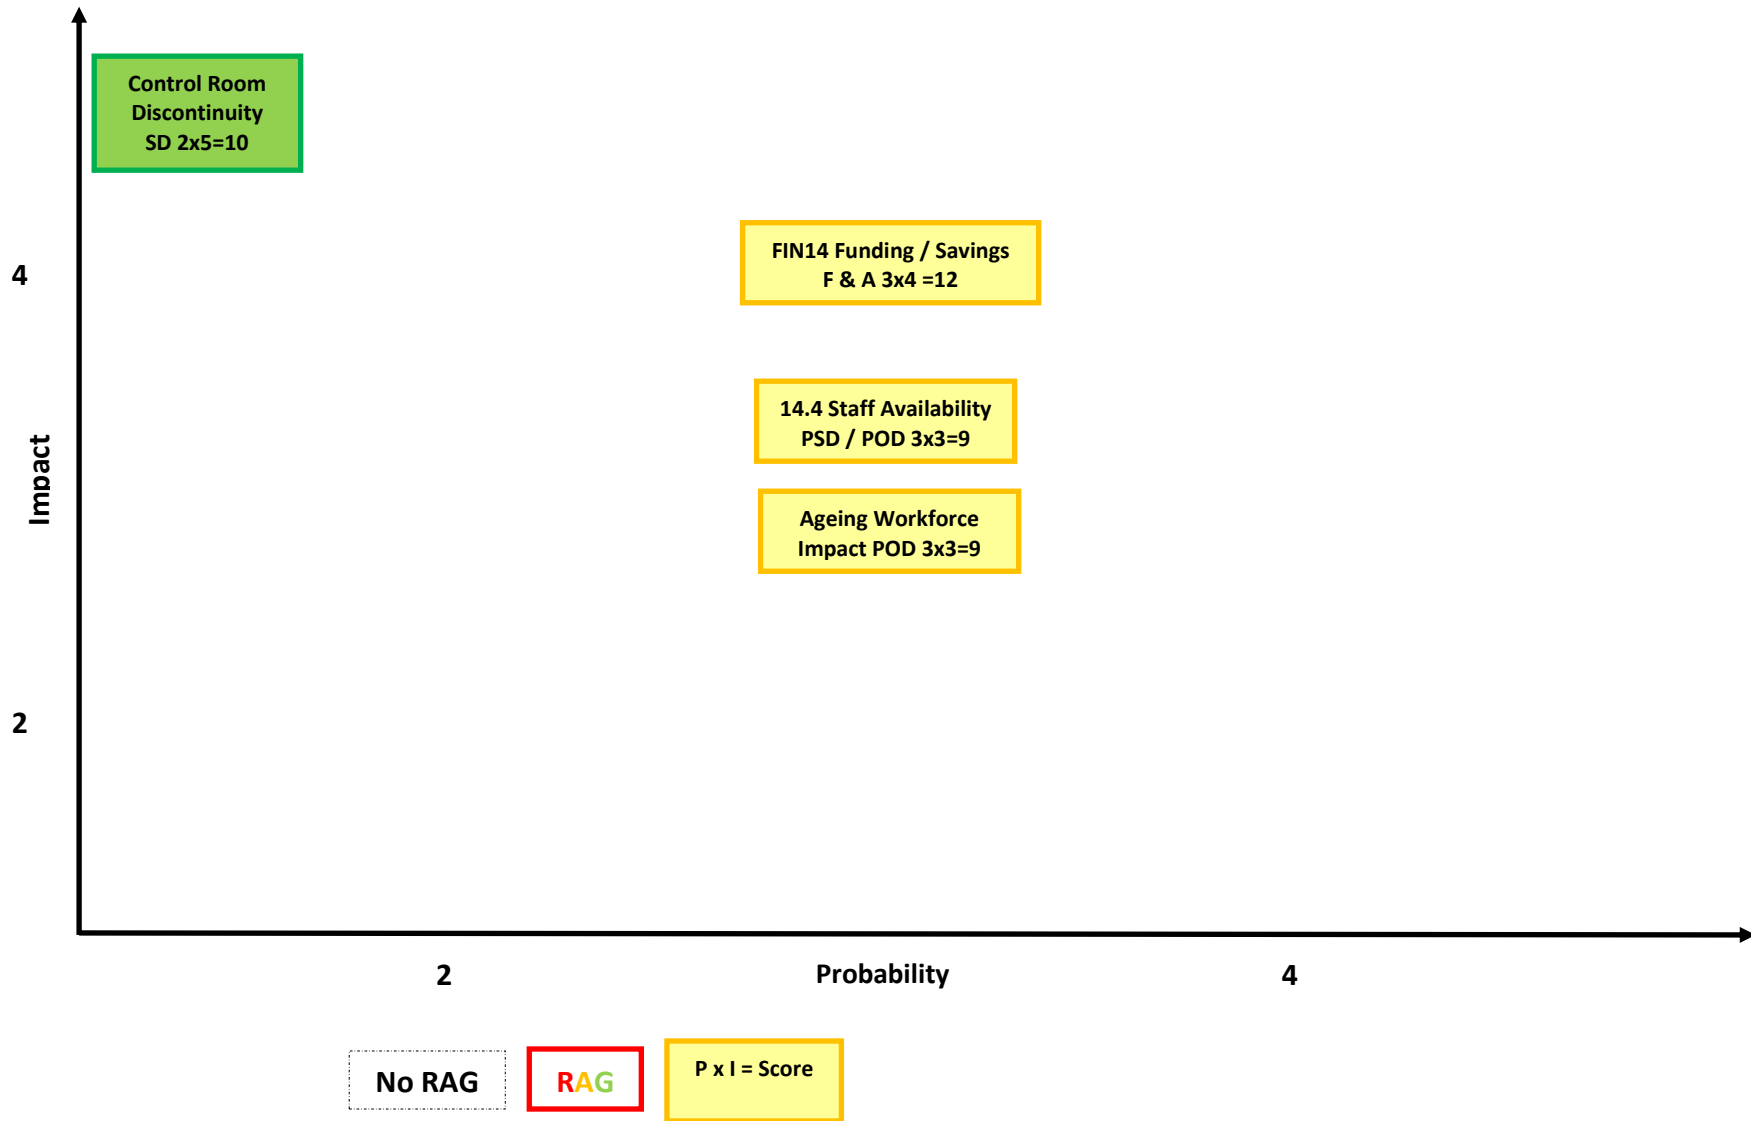 Control Room
Discontinuity
SD 2x5=10
FIN14 Funding / Savings
F & A 3x4 =12
4
14.4 Staff Availability
PSD / POD 3x3=9
Impact
Ageing Workforce
Impact POD 3x3=9
2
2
Probability
4
No RAG
RAG
P x I = Score